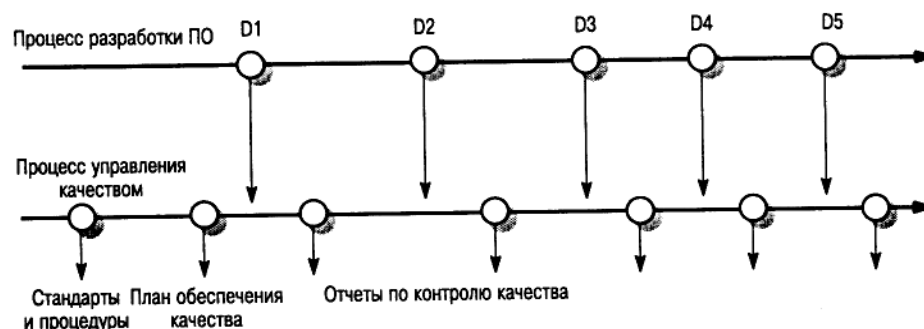 D1 D2 D3 D4 D5
Процесс разработки ПО
Процесс управления
качеством
Стандарты
и процедуры
План обеспечения
качества
Отчеты по контролю качества